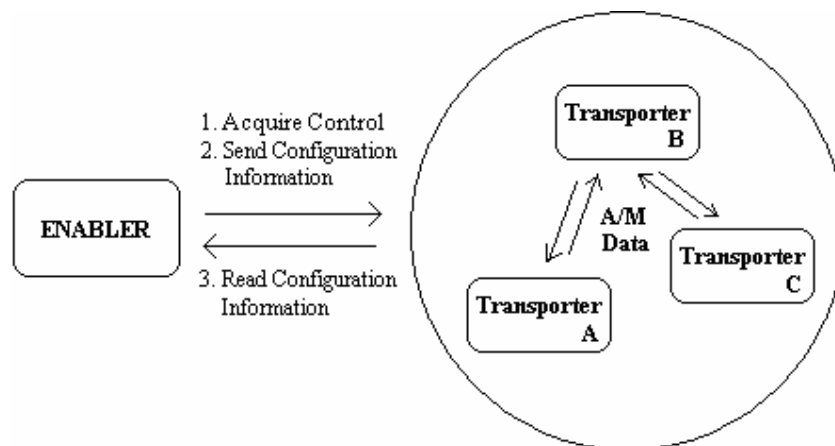 1. Acquire Control
2. Send Configuration
Information
ENABLER
3. Read Configuration
Information
Transporter
B
A/M
Data
Transporter
C
Transporter
A